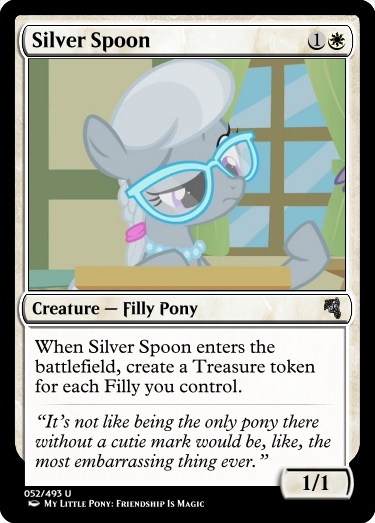 Silver Spoon 1
Creature — Filly Pony
When Silver Spoon enters the
battlefield, create a Treasure token
for each Filly you control.
“It’s not like being the only pony there
without a cutie mark would be, like, the
most embarrassing thing ever.”
1/1
052/493 U
My Little Pony: Friendship Is Magic